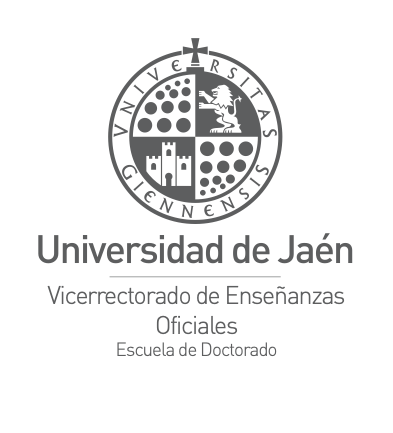 VNIVERSITAS
GIENNENSIS
Universidad de Jaén
Vicerrectorado de Enseñanzas
Oficiales
Escuela de Doctorado